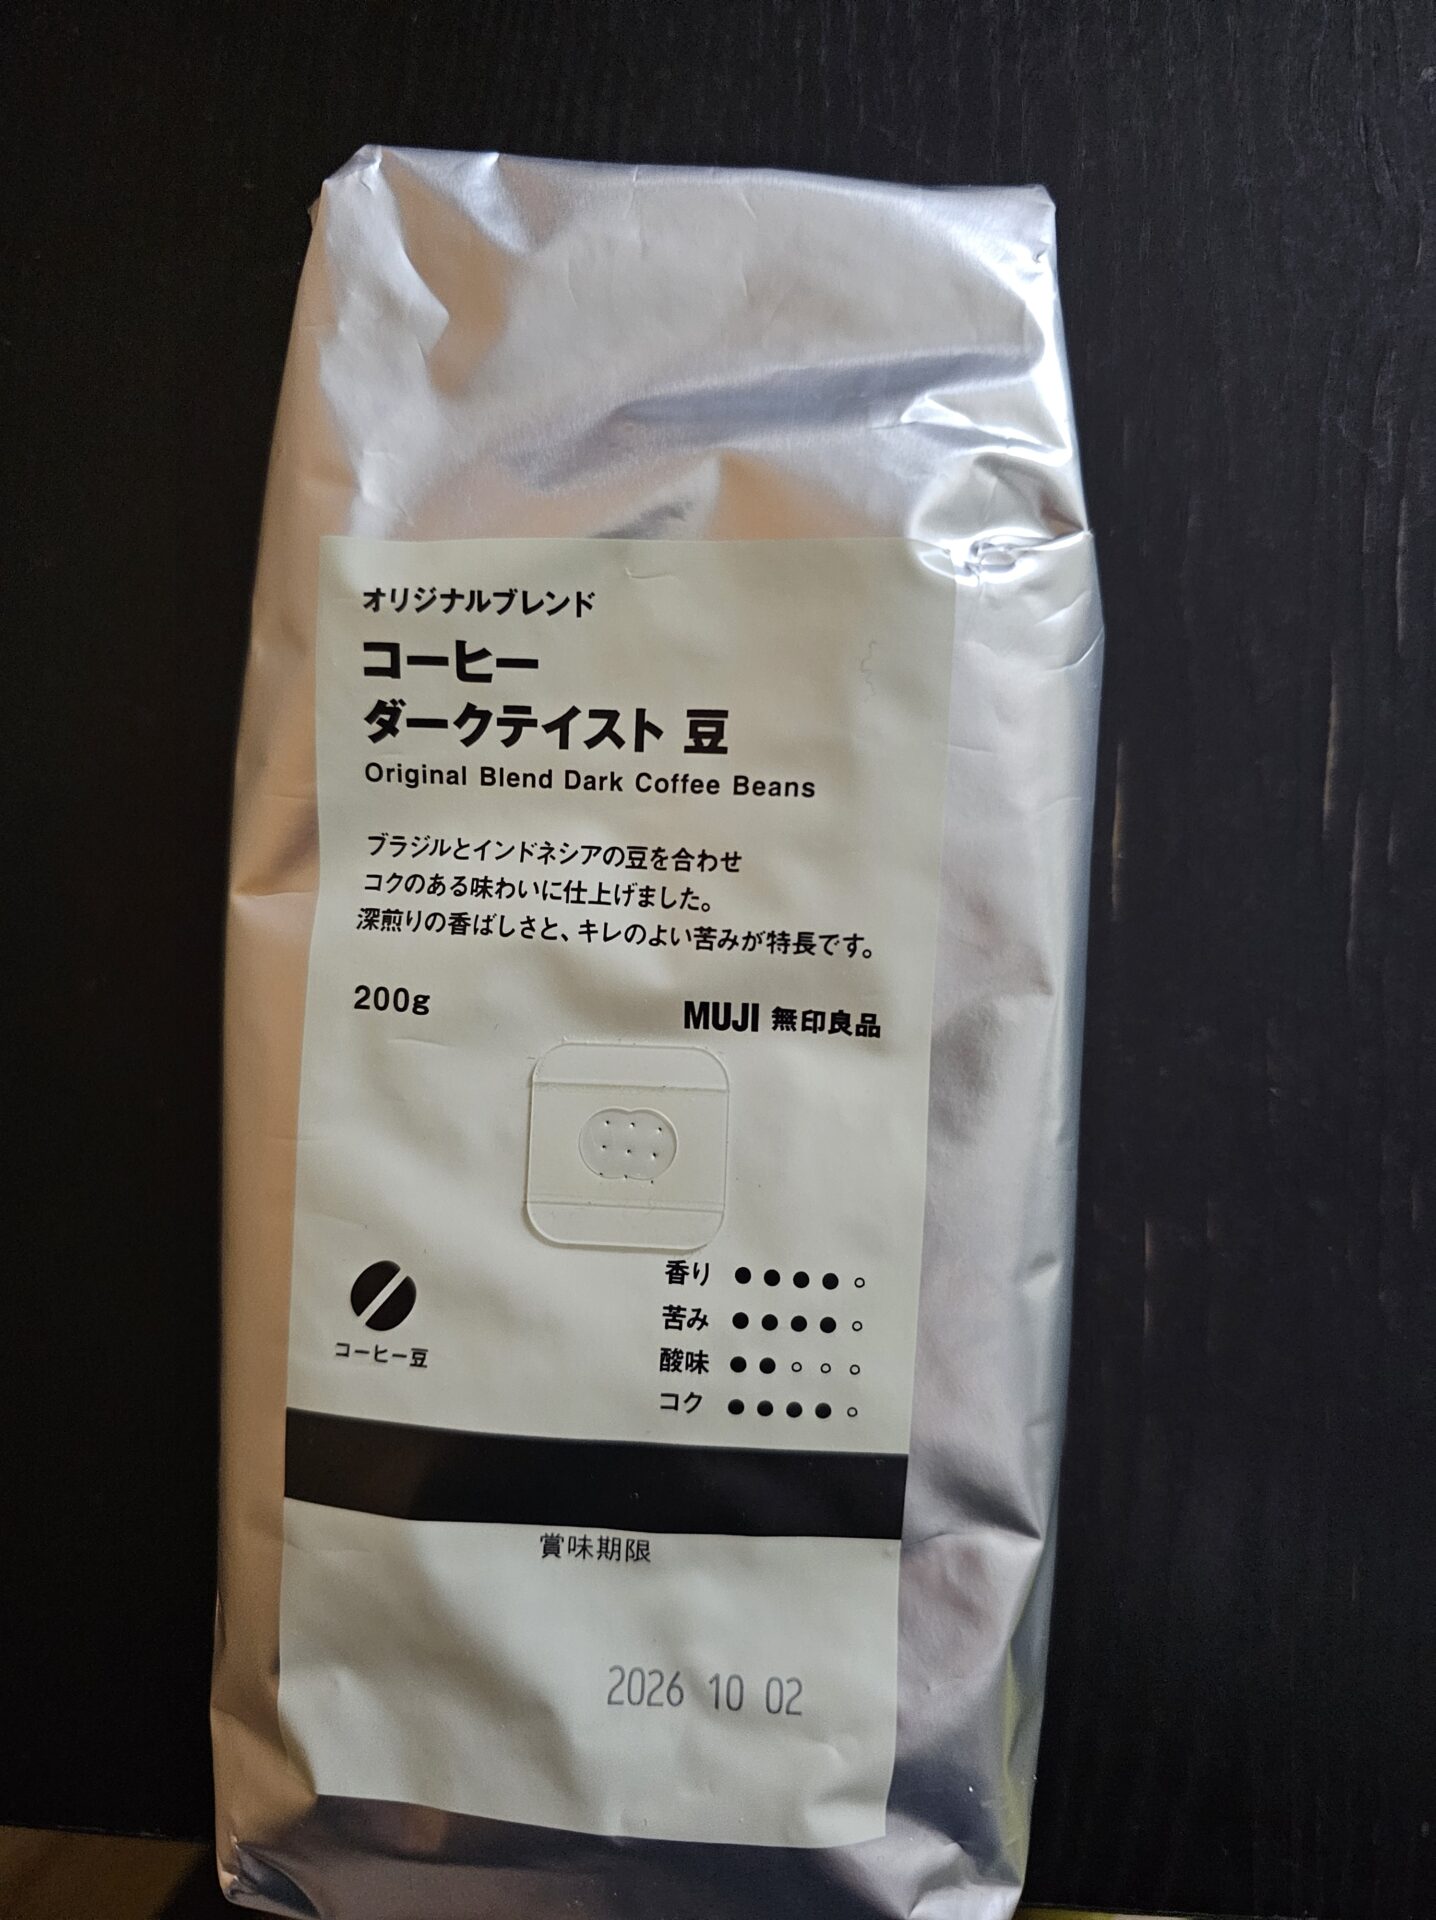 オリジナルブレンド
コーヒー
ダークテイスト 豆
Original Blend Dark Coffee Beans
ブラジルとインドネシアの豆を合わせ
コクのある味わいに仕上げました。
深煎りの香ばしさと、キレのよい苦みが特長です。
200g
MUJI 無印良品
香り ●●●●○
苦み ●●●●○
酸味 ●●○○○
コク ●●●●○
コーヒー豆
賞味期限
2026 10 02